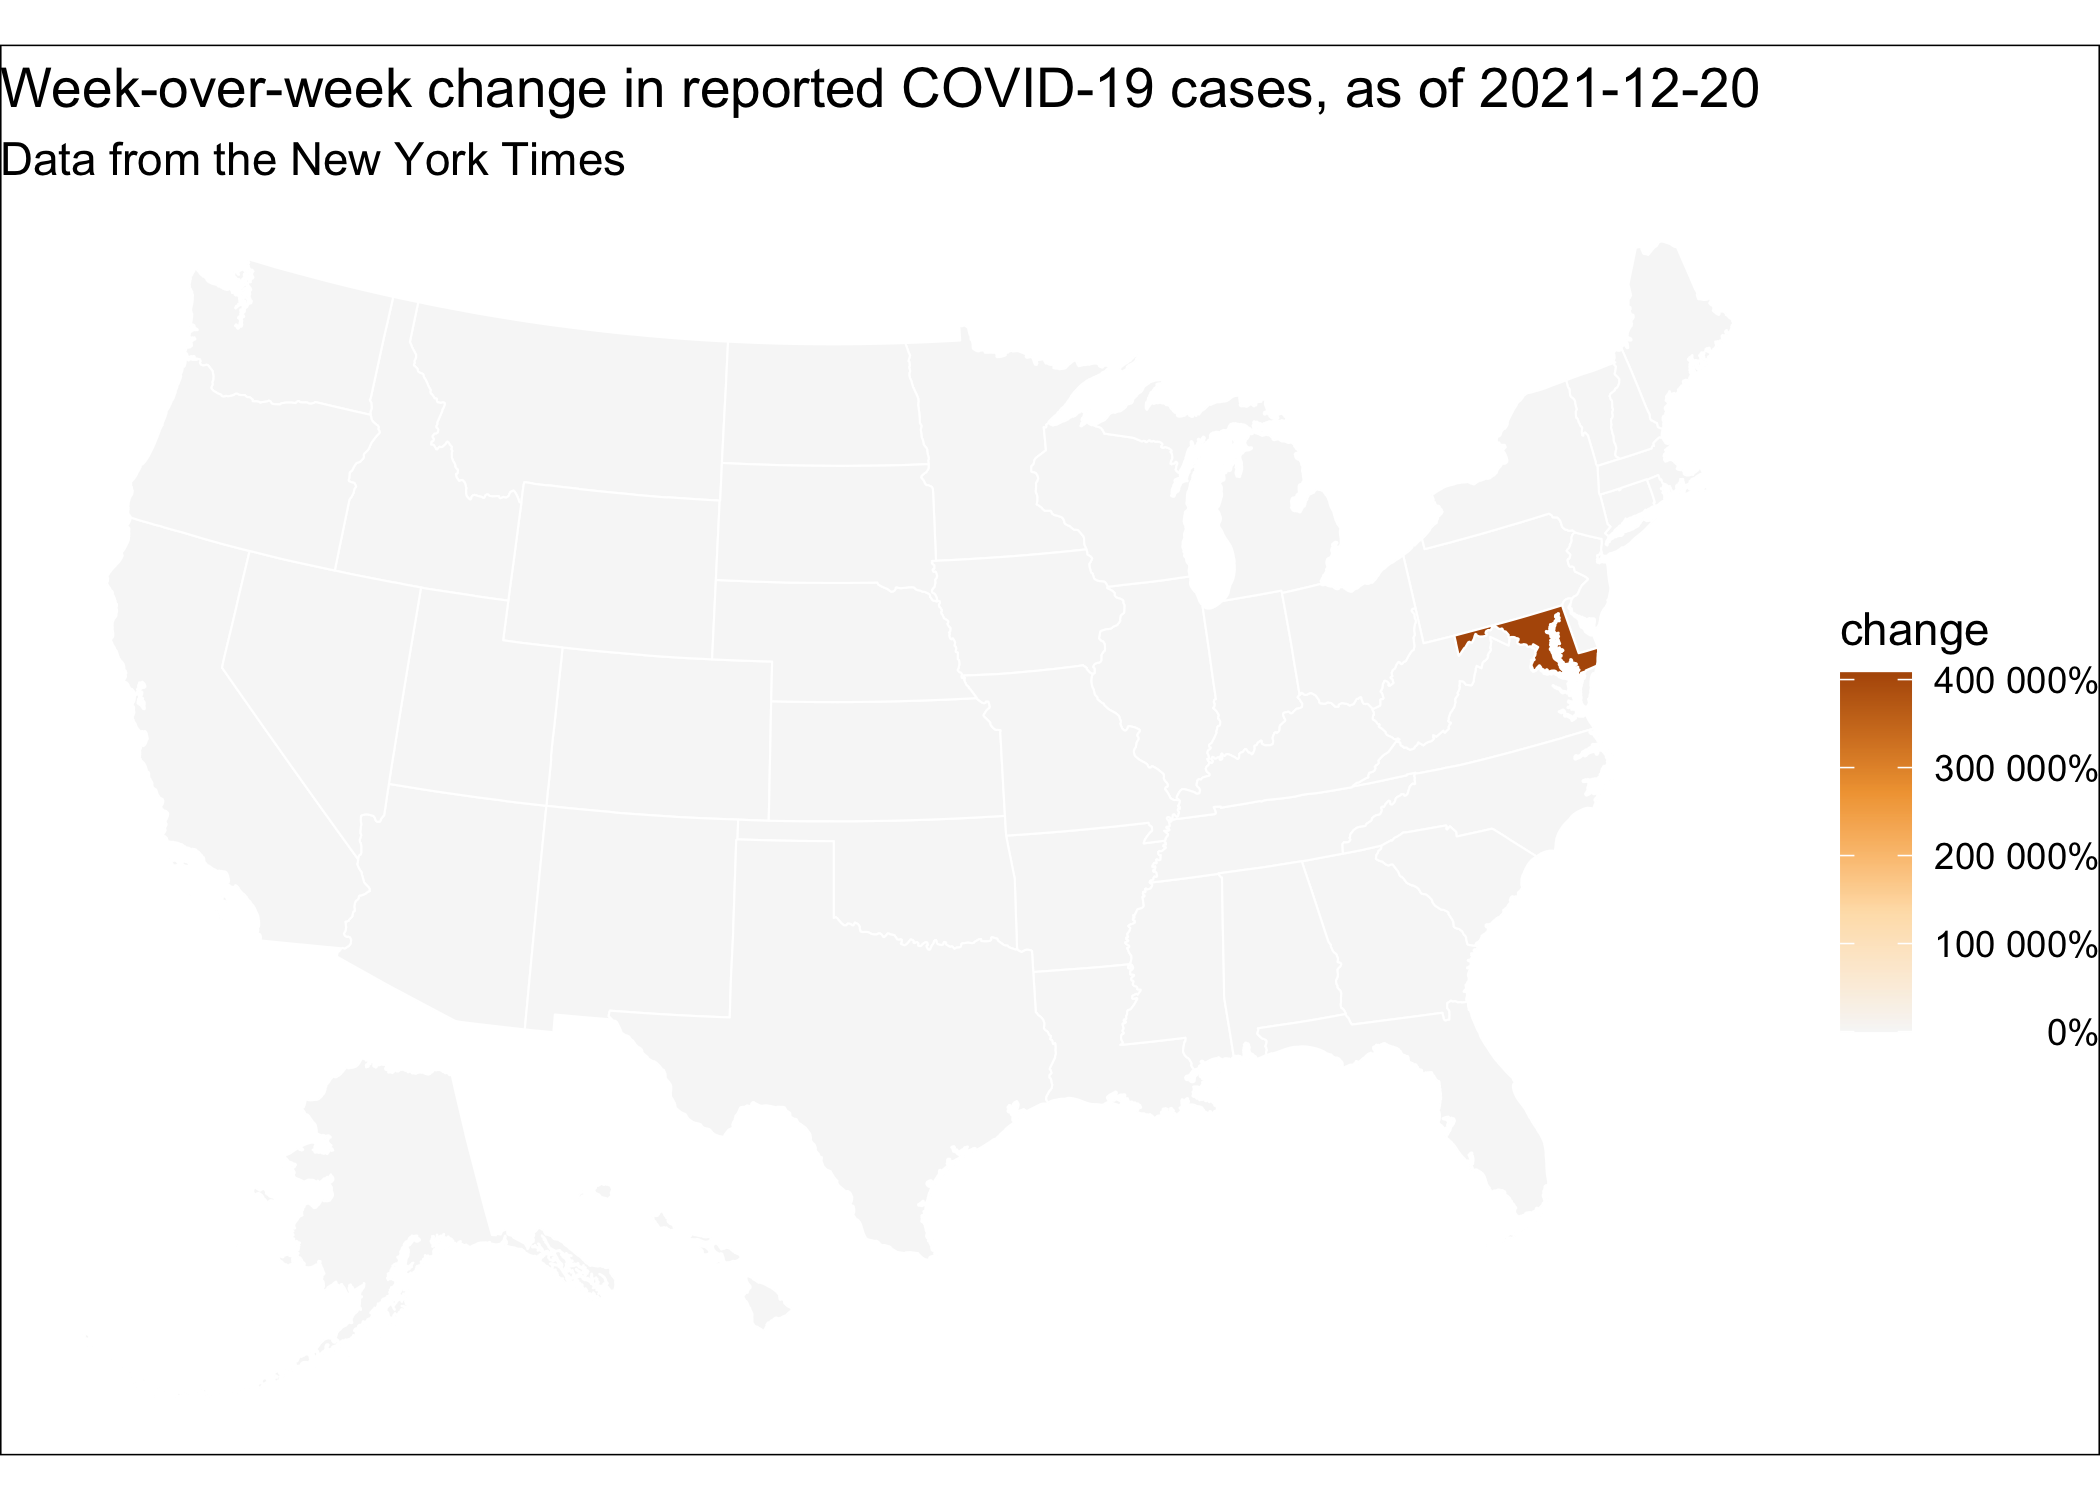 Week-over-week change in reported COVID-19 cases, as of 2021-12-20
Data from the New York Times
change
400 000%
300 000%
200 000%
100 000%
0%